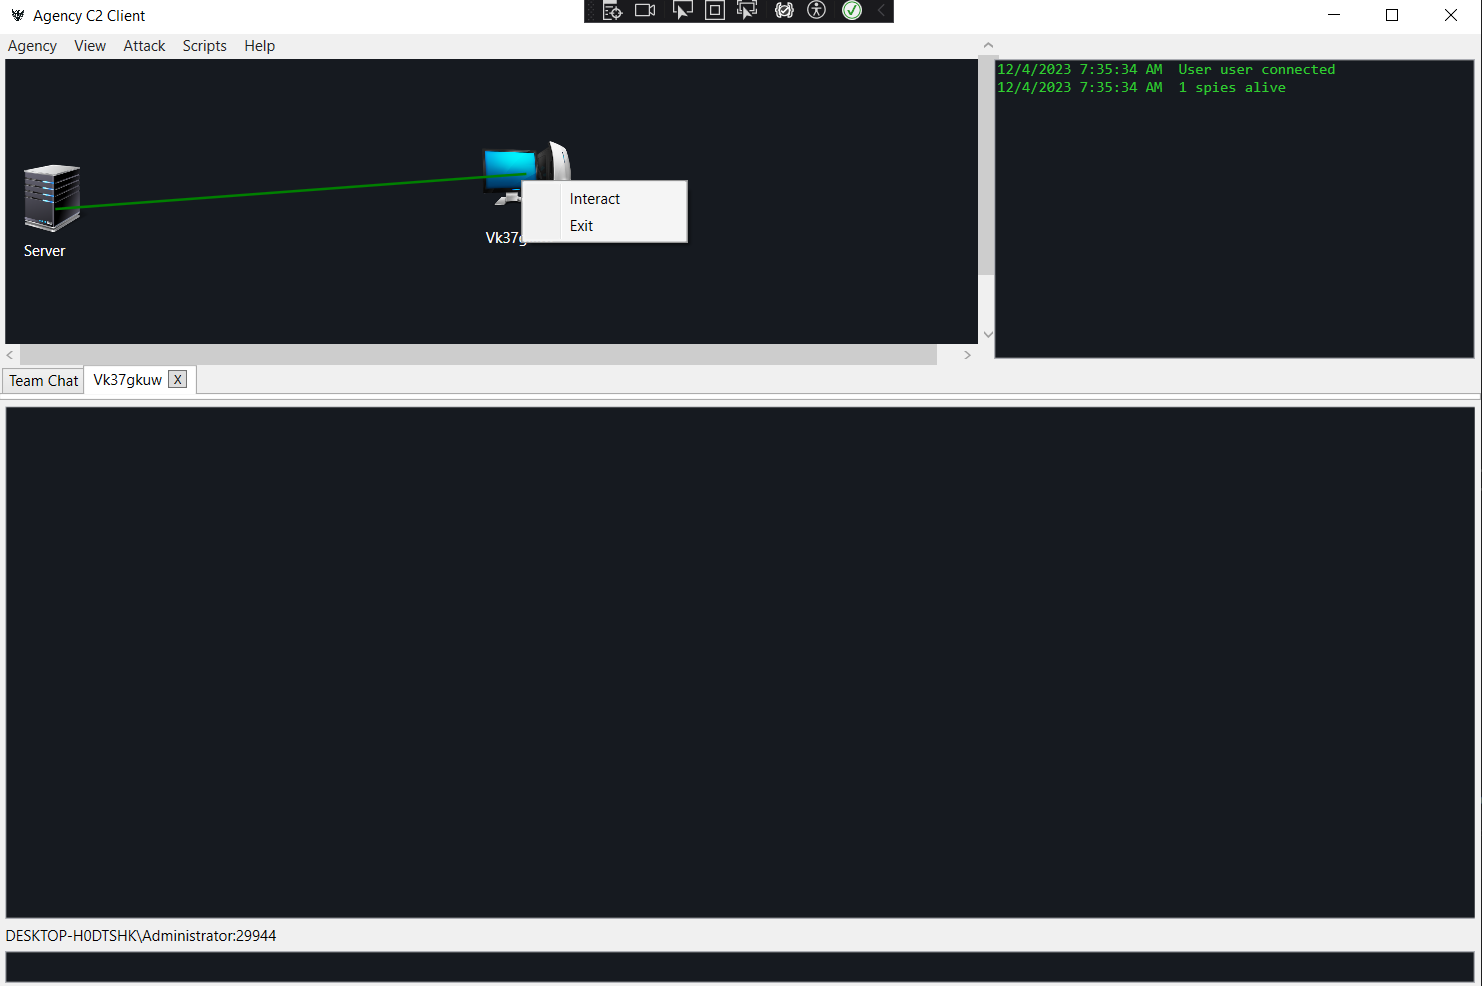 Agency C2 Client
Agency View Attack Scripts Help
12/4/2023 7:35:34 AM User user connected
12/4/2023 7:35:34 AM 1 spies alive
Interact
Exit
Server
Team Chat
Vk37gkuw X
DESKTOP-H0DTSHK\Administrator:29944